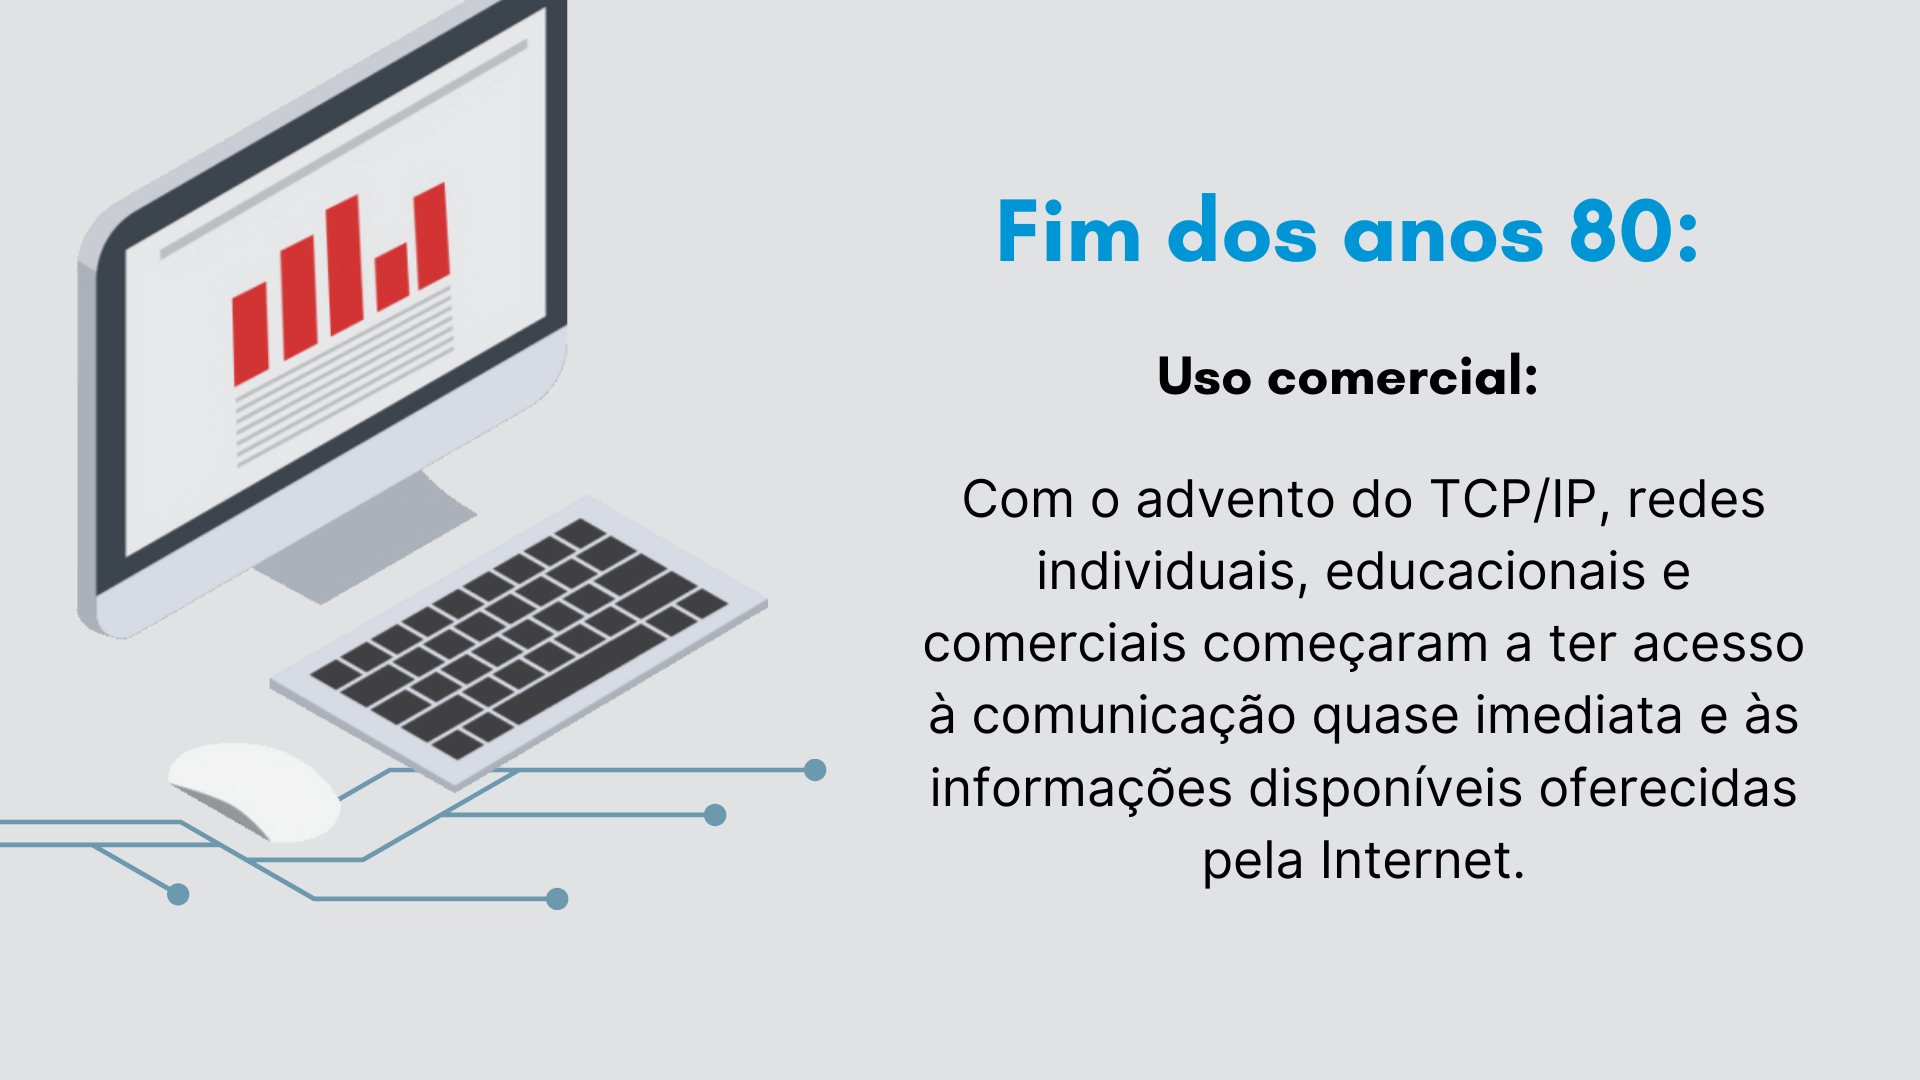 Fim dos anos 80:
Uso comercial:
Com o advento do TCP/IP, redes
individuais, educacionais e
comerciais começaram a ter acesso
à comunicação quase imediata e às
informações disponíveis oferecidas
pela Internet.